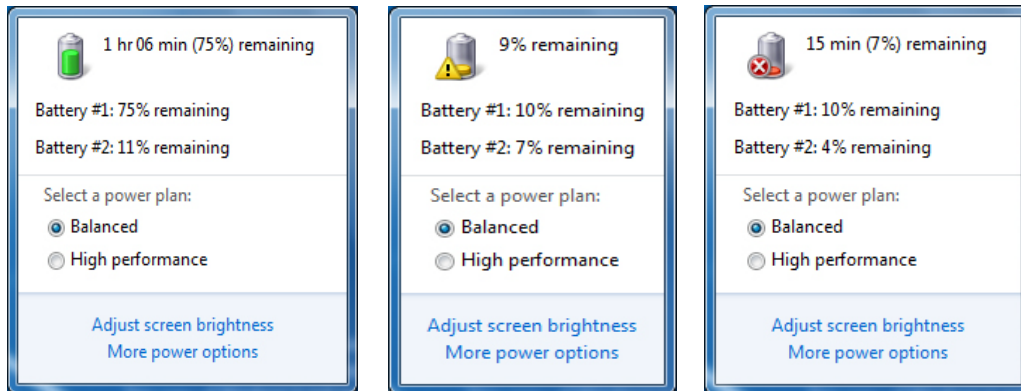 1 hr 06 min (75%) remaining
Battery #1: 75% remaining
Battery #2: 11% remaining
Select a power plan:
Balanced
High performance
Adjust screen brightness
More power options
9% remaining
Battery #1: 10% remaining
Battery #2: 7% remaining
Select a power plan:
Balanced
High performance
Adjust screen brightness
More power options
15 min (7%) remaining
Battery #1: 10% remaining
Battery #2: 4% remaining
Select a power plan:
Balanced
High performance
Adjust screen brightness
More power options